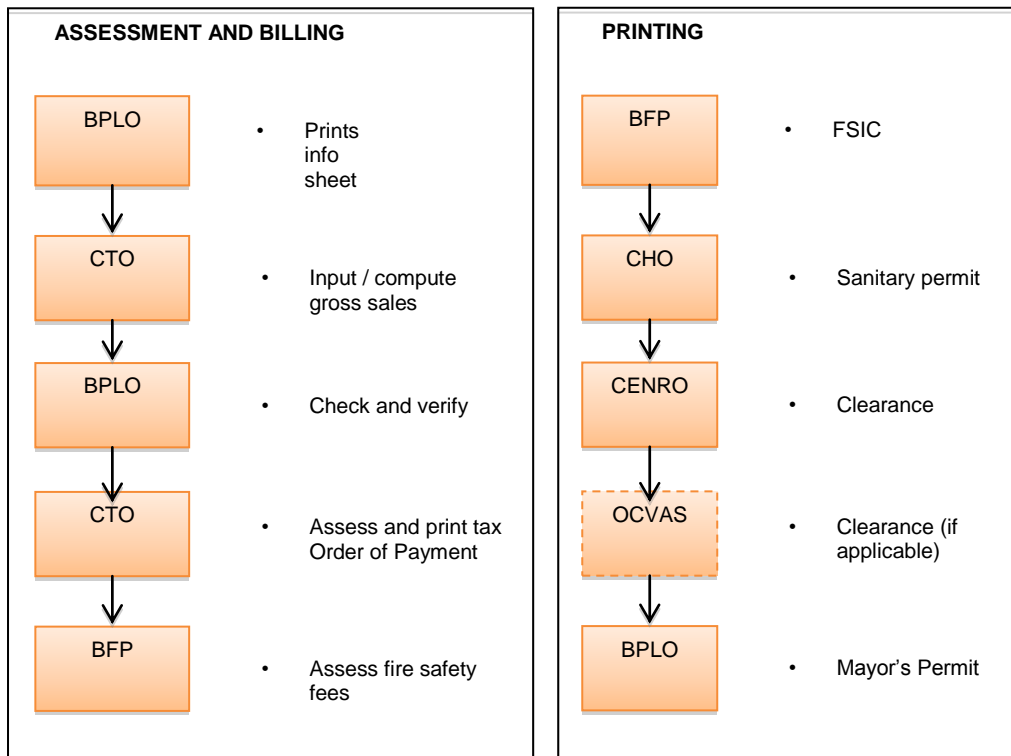 ASSESSMENT AND BILLING
BPLO
• Prints
info
sheet
CTO
• Input / compute
gross sales
BPLO
• Check and verify
CTO
• Assess and print tax
Order of Payment
BFP
• Assess fire safety
fees
PRINTING
BFP
• FSIC
CHO
• Sanitary permit
CENRO
• Clearance
OCVAS
• Clearance (if
applicable)
BPLO
• Mayor’s Permit